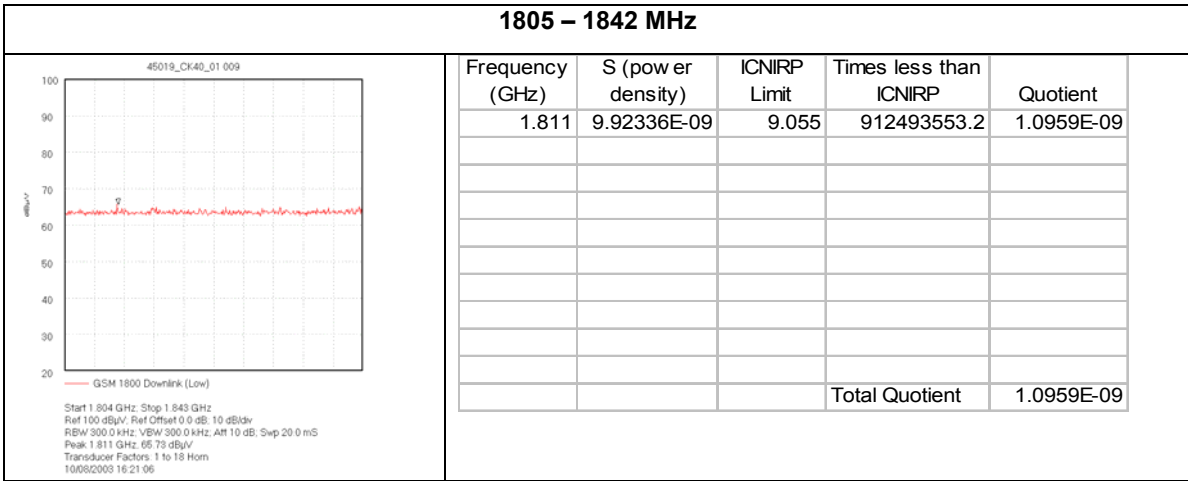 1805 – 1842 MHz
45019_CK40_01 009
100
90
80
70
60
50
40
30
20
dBµV
GSM 1800 Downlink (Low)
Start 1.804 GHz; Stop 1.843 GHz
Ref 100 dBµV; Ref Offset 0.0 dB; 10 dB/div
RBW 300.0 kHz; VBW 300.0 kHz; Att 10 dB; Swp 20.0 mS
Peak 1.811 GHz, 65.73 dBµV
Transducer Factors: 1 to 18 Horn
10/08/2003 16:21:06
Frequency (GHz) S (power density) ICNIRP Limit Times less than ICNIRP Quotient
1.811 9.92336E-09 9.055 912493553.2 1.0959E-09
Total Quotient 1.0959E-09